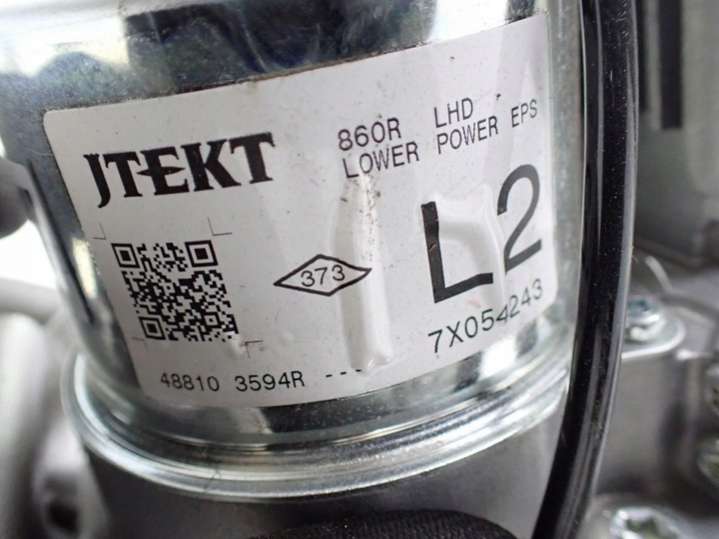 JTEKT
860R LHD
LOWER POWER EPS
373
L2
7X054243
48810 3594R ---